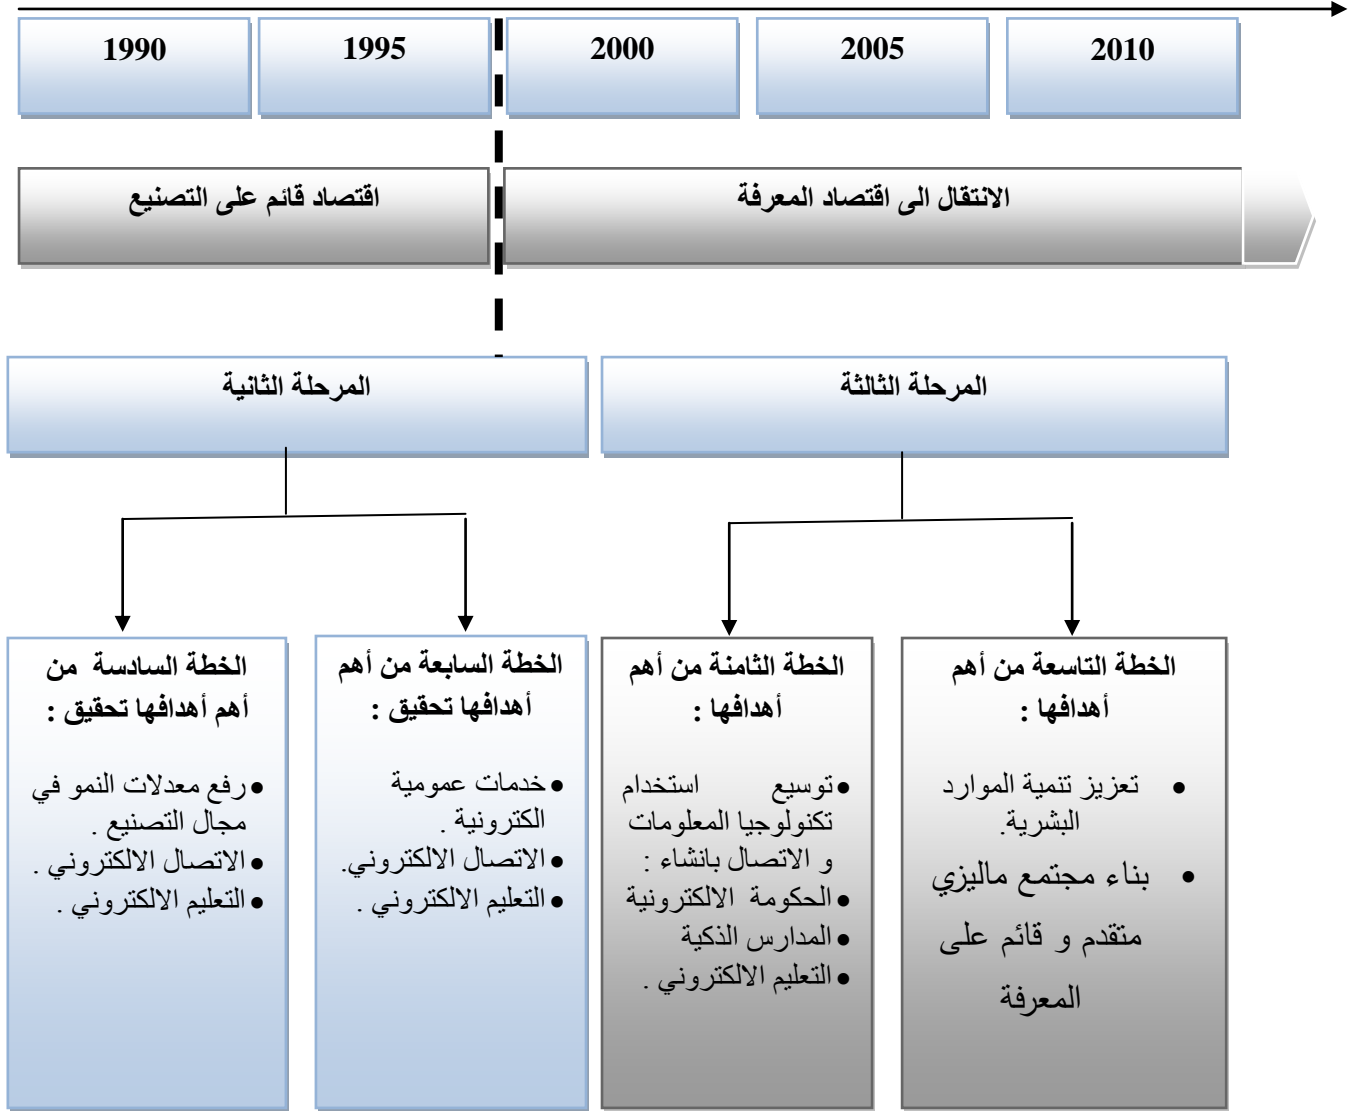 1990
1995
2000
2005
2010
اقتصاد قائم على التصنيع
الانتقال الى اقتصاد المعرفة
المرحلة الثانية
المرحلة الثالثة
الخطة السادسة من
أهم أهدافها تحقيق :
• رفع معدلات النمو في
مجال التصنيع .
• الاتصال الالكتروني .
• التعليم الالكتروني .
الخطة السابعة من أهم
أهدافها تحقيق :
• خدمات عمومية
الكترونية .
• الاتصال الالكتروني.
• التعليم الالكتروني .
الخطة الثامنة من أهم
أهدافها :
• توسيع استخدام
تكنولوجيا المعلومات
و الاتصال بانشاء :
• الحكومة الالكترونية
• المدارس الذكية
• التعليم الالكتروني .
الخطة التاسعة من أهم
أهدافها :
• تعزيز تنمية الموارد
البشرية.
• بناء مجتمع ماليزي
متقدم و قائم على
المعرفة